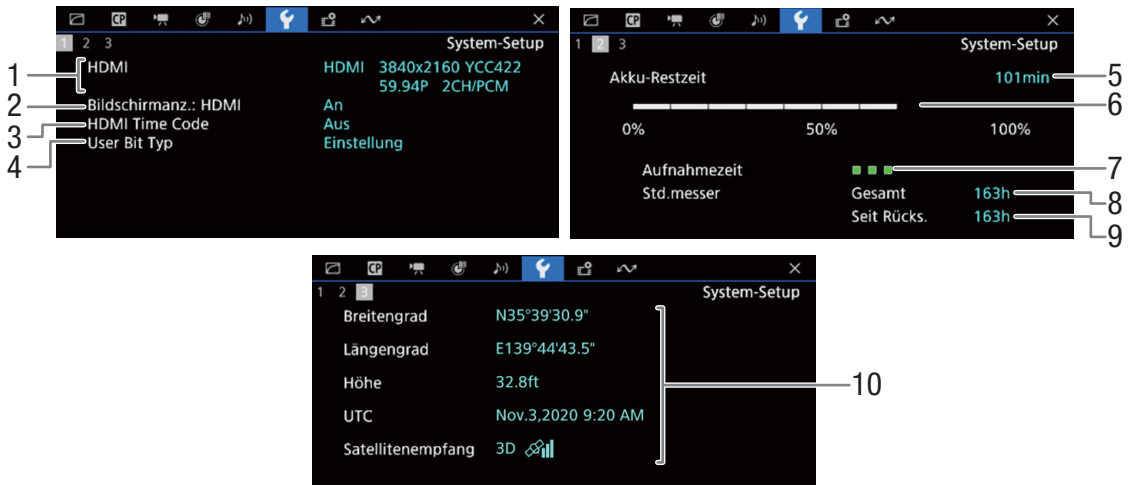 CP
1 2 3 System-Setup
1 HDMI HDMI 3840x2160 YCC422
59.94P 2CH/PCM
2 Bildschirmanz.: HDMI An
3 HDMI Time Code Aus
4 User Bit Typ Einstellung
CP
1 2 3 System-Setup
Akku-Restzeit 101min 5
6
0% 50% 100%
Aufnahmezeit 7
Std.messer Gesamt 163h 8
Seit Rücks. 163h 9
CP
1 2 3 System-Setup
Breitengrad N35°39'30.9"
Längengrad E139°44'43.5"
Höhe 32.8ft 10
UTC Nov.3,2020 9:20 AM
Satellitenempfang 3D